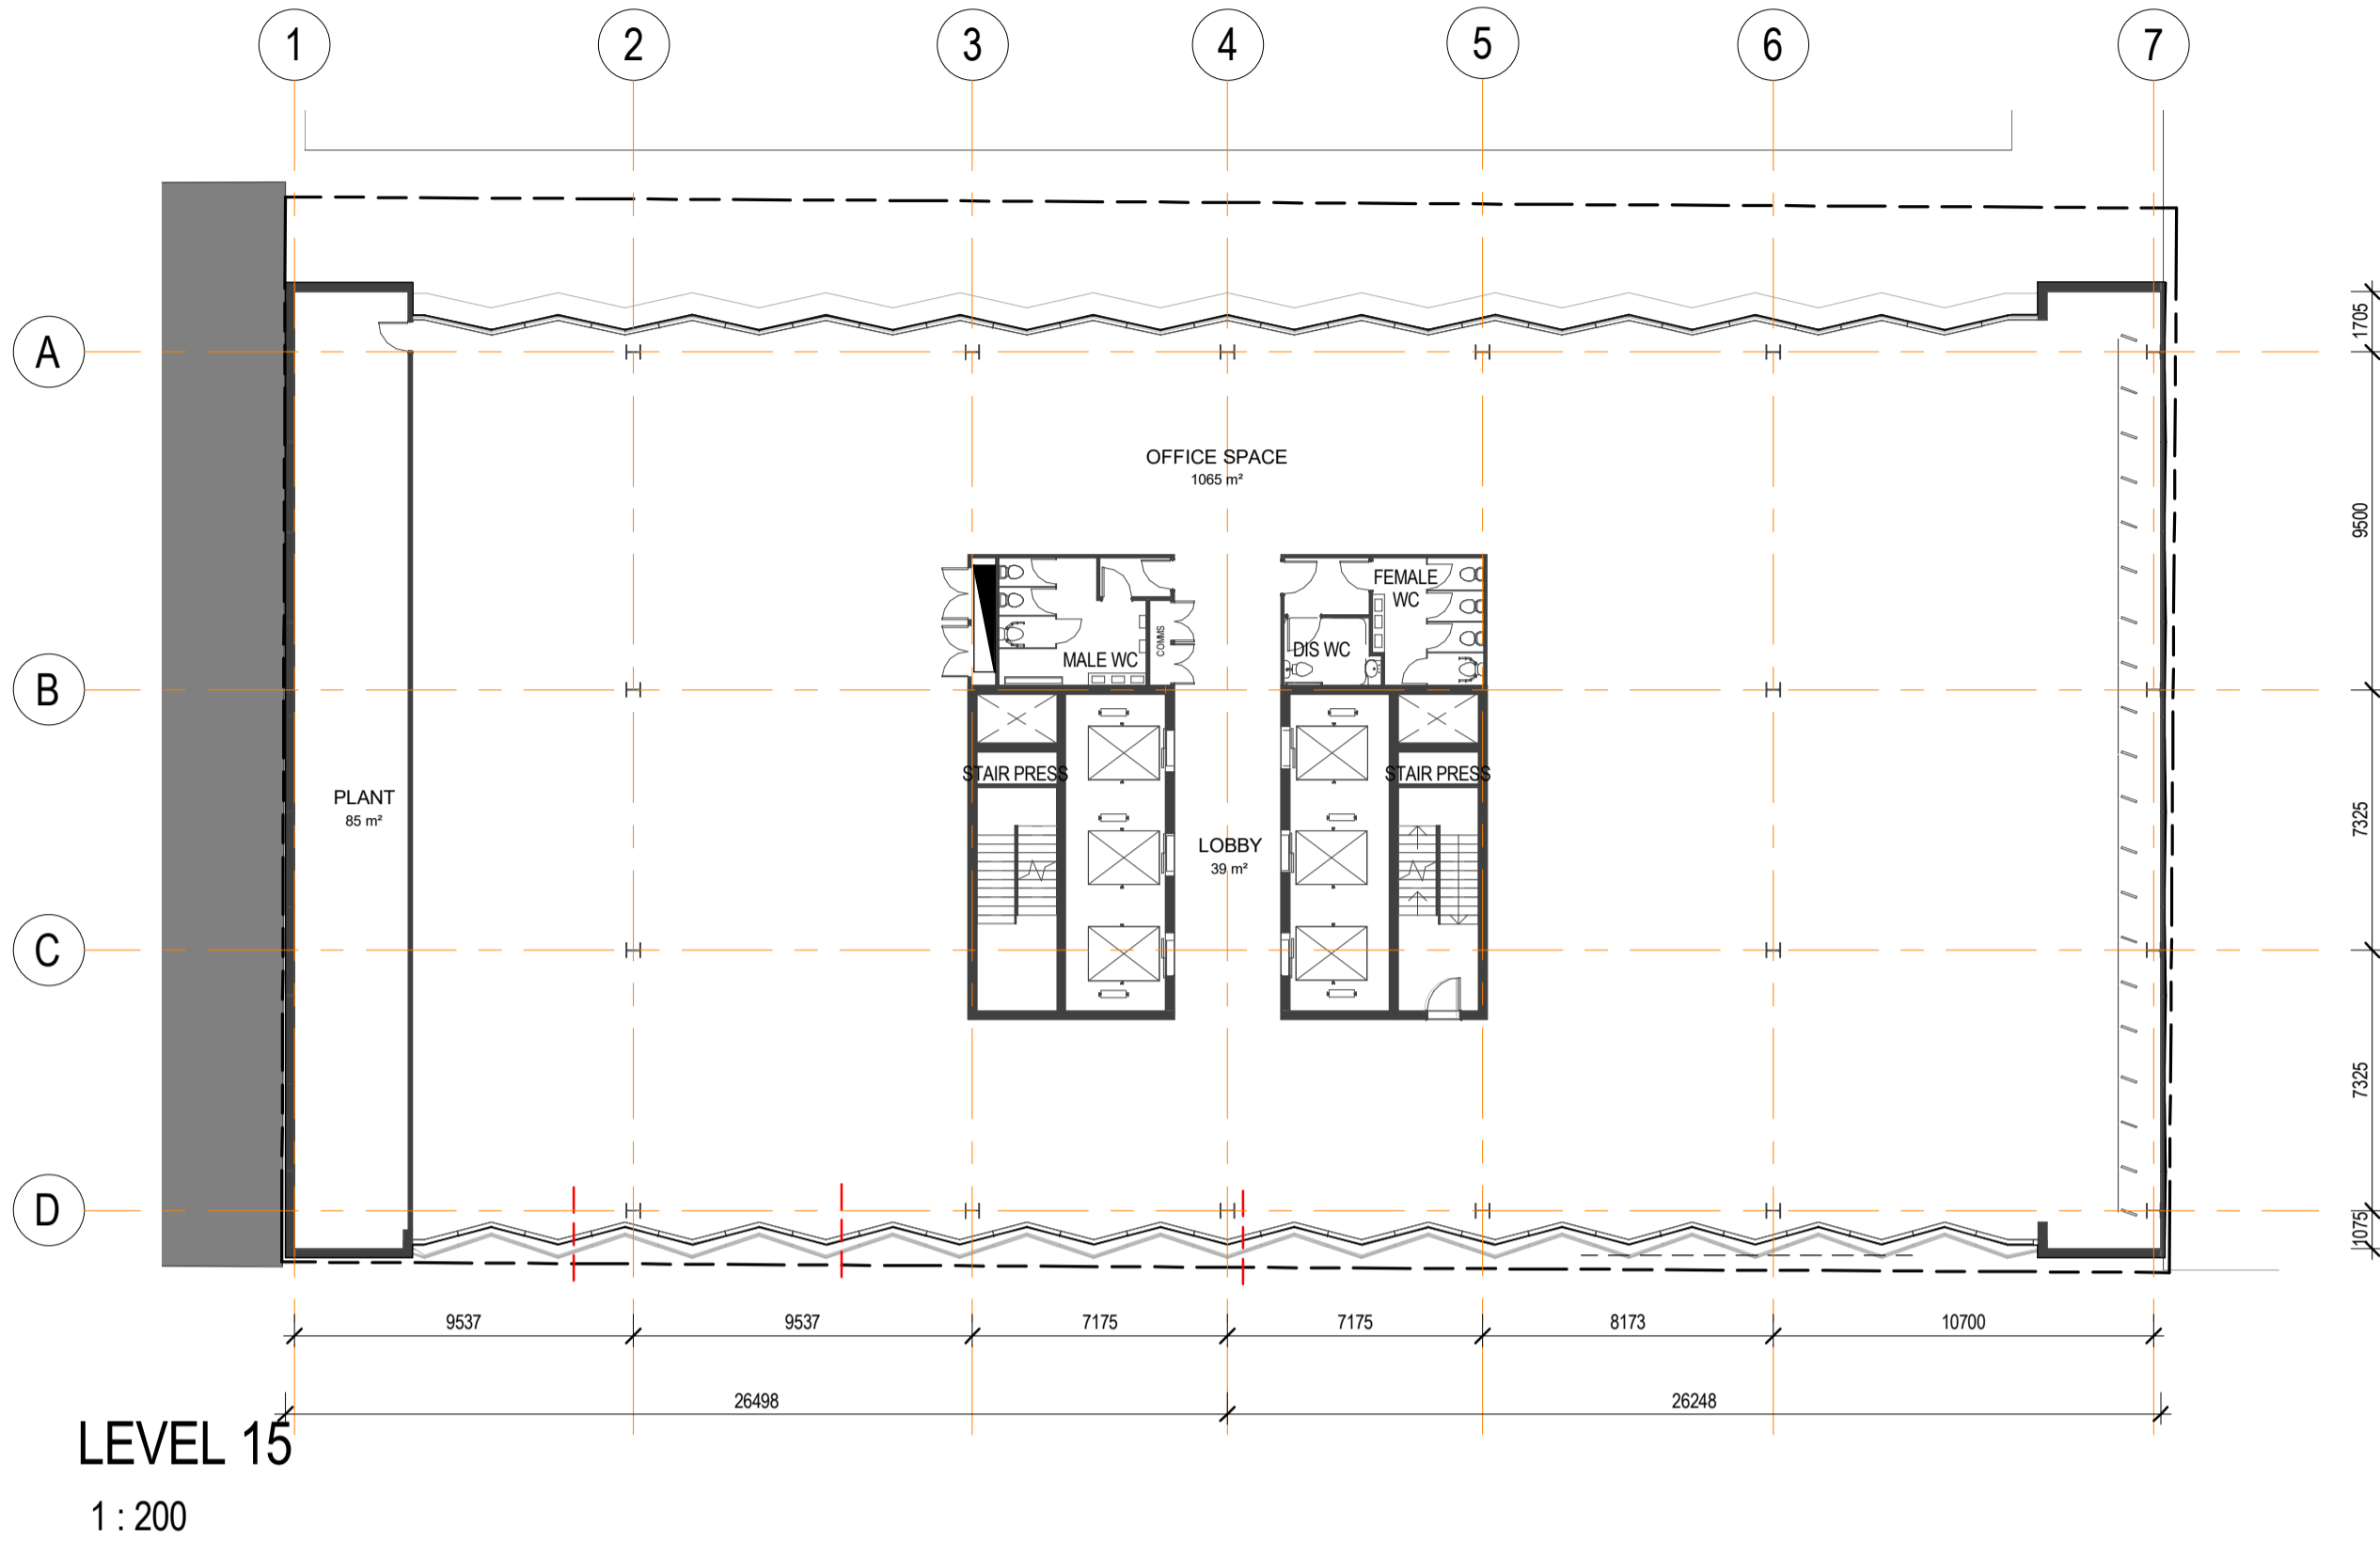 1
2
3
4
5
6
7
A
1705
OFFICE SPACE
1065 m²
9500
FEMALE
WC
COMMS
DIS WC
MALE WC
B
STAIR PRESS
STAIR PRESS
PLANT
85 m²
7325
LOBBY
39 m²
C
7325
D
1075
9537
9537
7175
7175
8173
10700
26498
26248
LEVEL 15
1 : 200